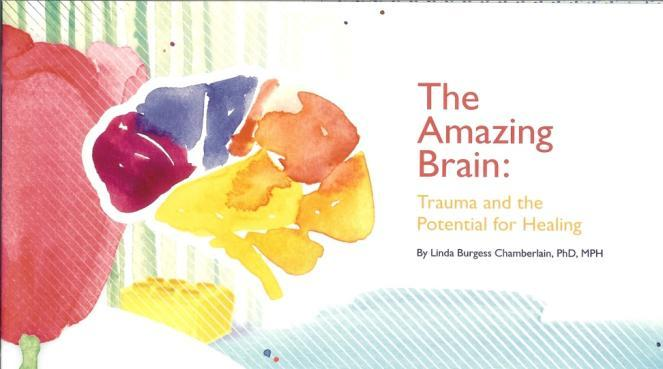 The
Amazing
Brain:
Trauma and the
Potential for Healing
By Linda Burgess Chamberlain, PhD, MPH